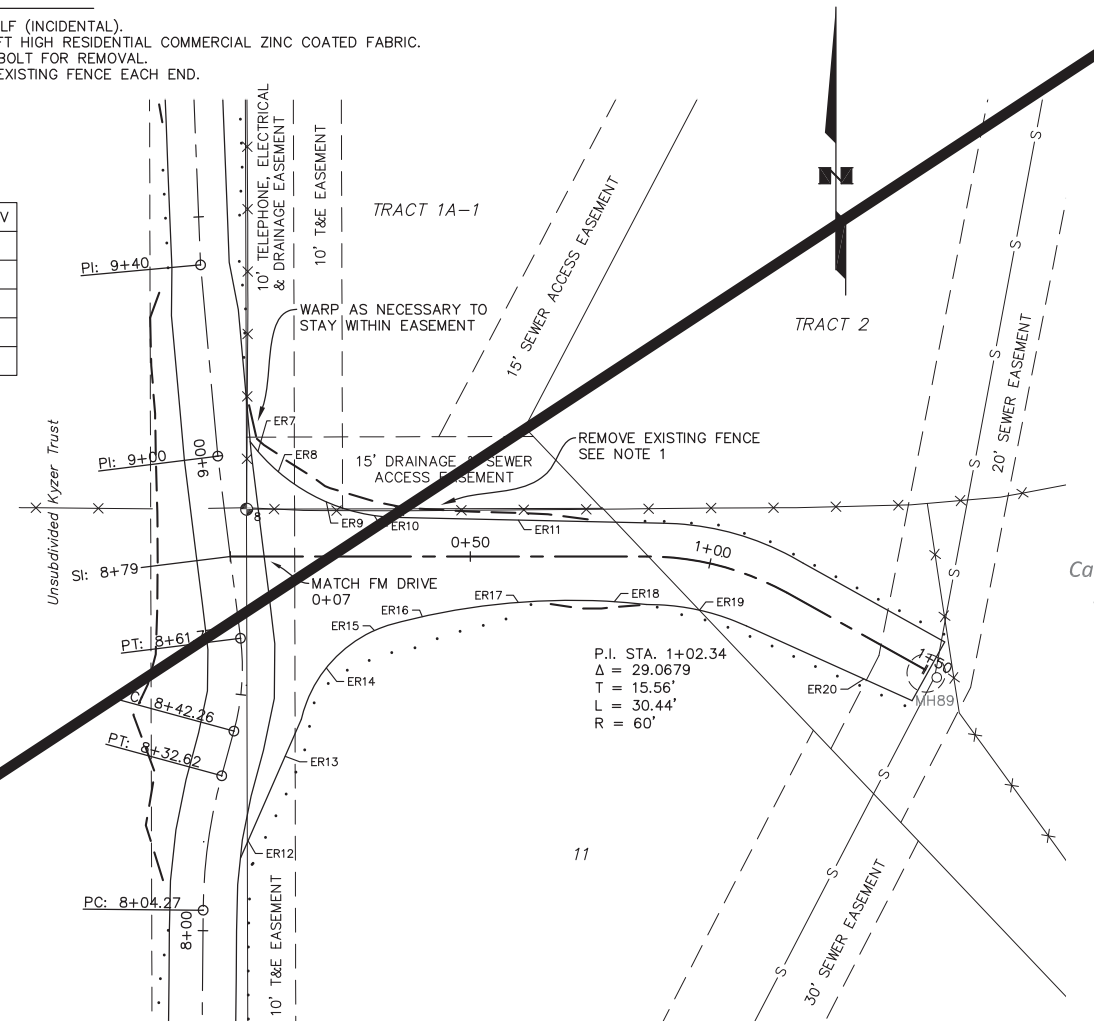 LF (INCIDENTAL).
FT HIGH RESIDENTIAL COMMERCIAL ZINC COATED FABRIC.
BOLT FOR REMOVAL.
EXISTING FENCE EACH END.
V
10' TELEPHONE, ELECTRICAL
& DRAINAGE EASEMENT
10' T&E EASEMENT
TRACT 1A-1
15' SEWER ACCESS EASEMENT
N
TRACT 2
S
S
S
S
S
20' SEWER EASEMENT
PI: 9+40
WARP AS NECESSARY TO
STAY WITHIN EASEMENT
ER7
ER8
REMOVE EXISTING FENCE
SEE NOTE 1
15' DRAINAGE & SEWER
ACCESS EASEMENT
PI: 9+00
9+00
Unsubdivided Kyzer Trust
8
ER9
ER10
ER11
0+50
1+00
SI: 8+79
MATCH FM DRIVE
0+07
Ca
ER17
ER18
ER16
ER19
ER15
PT: 8+61.7
P.I. STA. 1+02.34
Δ = 29.0679
T = 15.56'
L = 30.44'
R = 60'
1+50
ER14
ER20
MH89
C 8+42.26
PT: 8+32.62
ER13
S
ER12
11
S
PC: 8+04.27
8+00
10' T&E EASEMENT
30' SEWER EASEMENT
S